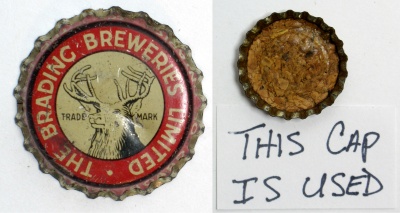 THE BRADING BREWERIES LIMITED
TRADE MARK
THIS CAP
IS USED